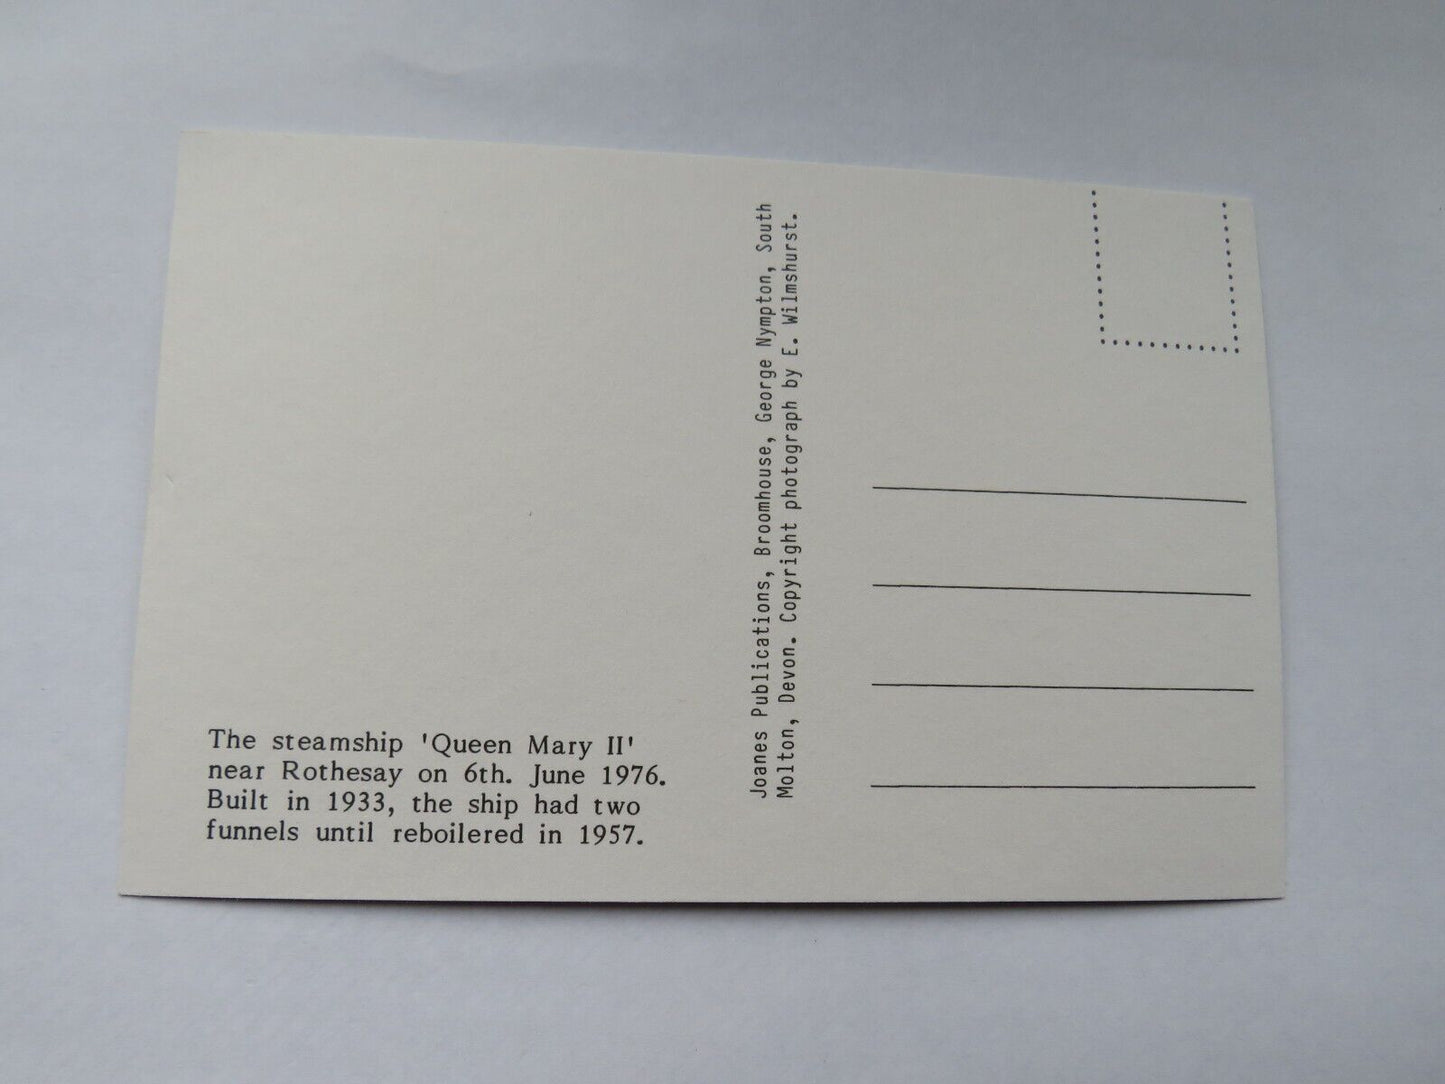 The steamship 'Queen Mary II'
near Rothesay on 6th. June 1976.
Built in 1933, the ship had two
funnels until reboilered in 1957.
Joanes Publications, Broomhouse, George Nympton, South
Molton, Devon. Copyright photograph by E. Wilmshurst.